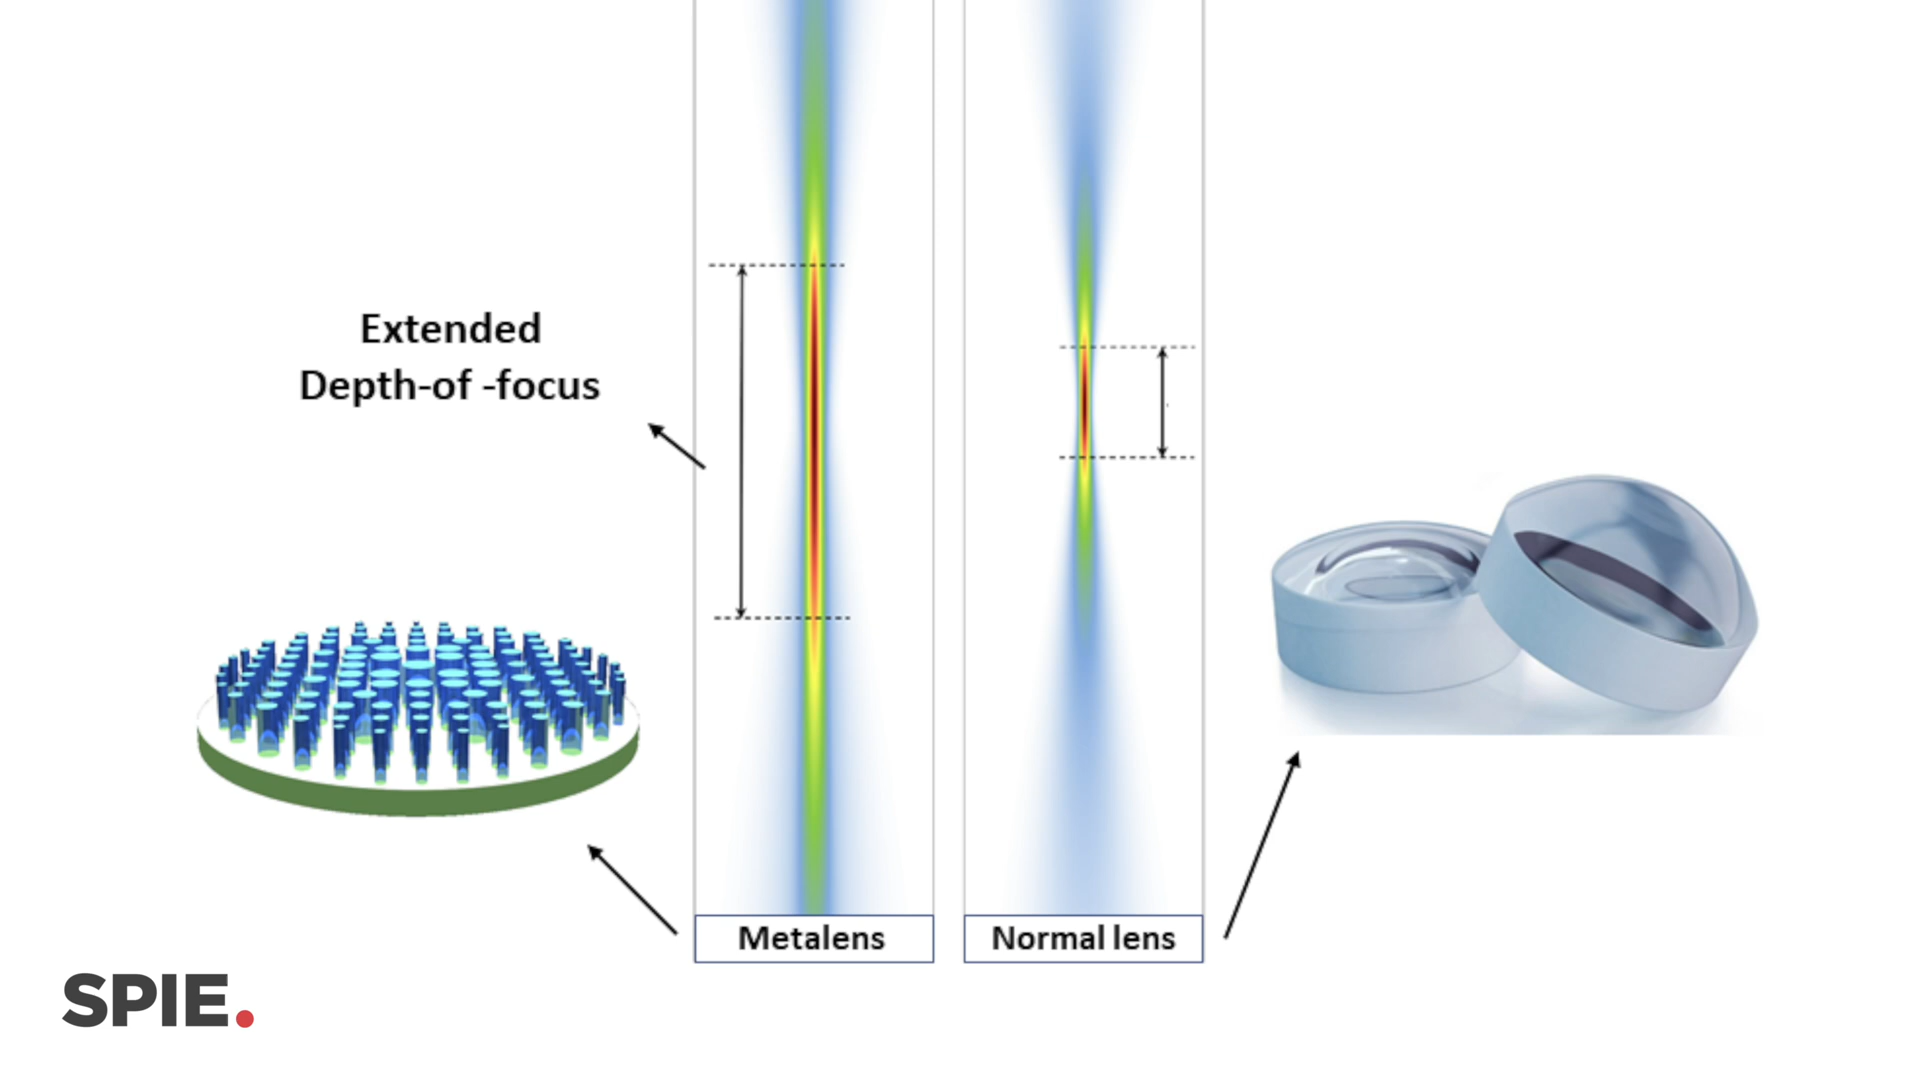 Extended
Depth-of -focus
Metalens
Normal lens
SPIE.